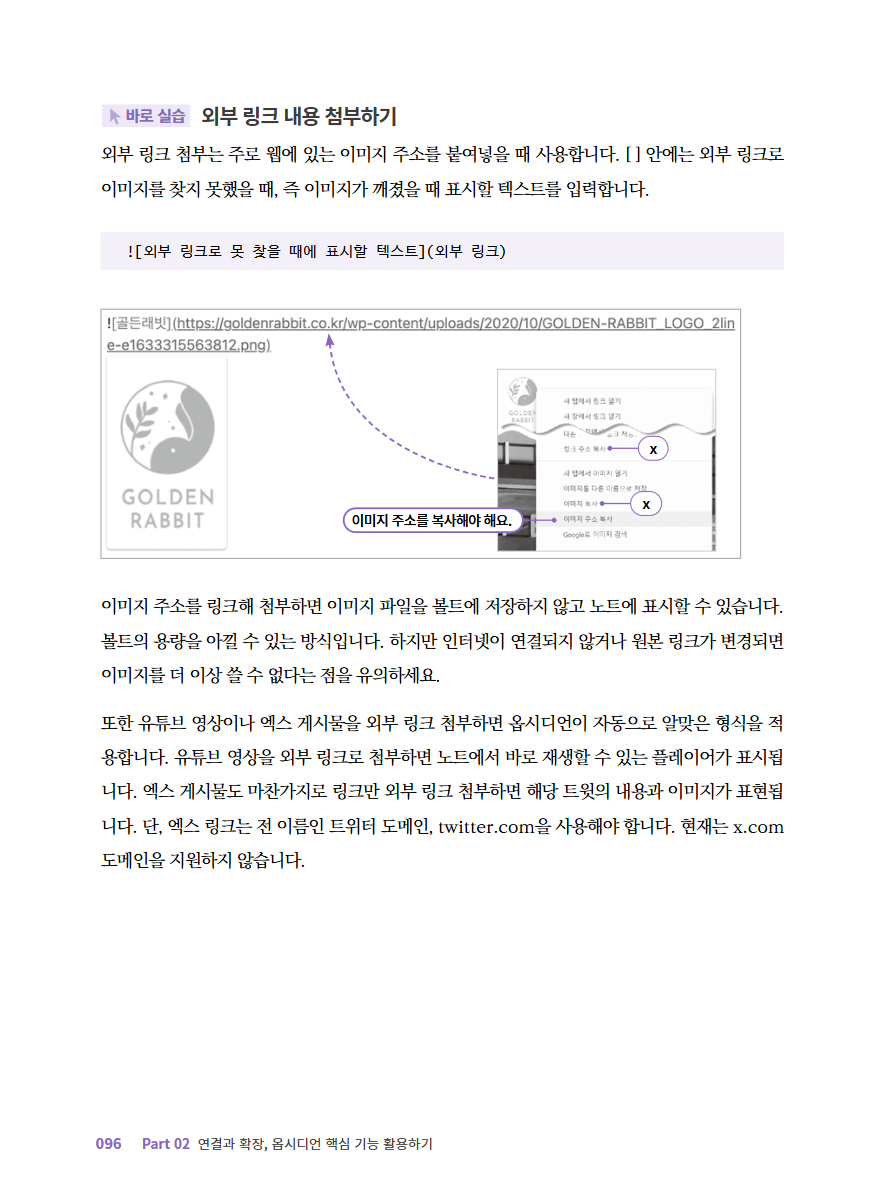 바로 실습 외부 링크 내용 첨부하기
외부 링크 첨부는 주로 웹에 있는 이미지 주소를 붙여넣을 때 사용합니다. [ ] 안에는 외부 링크로
이미지를 찾지 못했을 때, 즉 이미지가 깨졌을 때 표시할 텍스트를 입력합니다.
![외부 링크로 못 찾을 때에 표시할 텍스트](외부 링크)
![골든래빗](https://goldenrabbit.co.kr/wp-content/uploads/2020/10/GOLDEN-RABBIT_LOGO_2lin
e-e1633315563812.png)
GOLDEN
RABBIT
GOLDEN
RABBIT
새 탭에서 링크 열기
새 창에서 링크 열기
링크 주소 복사
x
새 탭에서 이미지 열기
이미지를 다른 이름으로 저장
이미지 복사
x
이미지 주소를 복사해야 해요.
이미지 주소 복사
Google로 이미지 검색
이미지 주소를 링크해 첨부하면 이미지 파일을 볼트에 저장하지 않고 노트에 표시할 수 있습니다.
볼트의 용량을 아낄 수 있는 방식입니다. 하지만 인터넷이 연결되지 않거나 원본 링크가 변경되면
이미지를 더 이상 쓸 수 없다는 점을 유의하세요.
또한 유튜브 영상이나 엑스 게시물을 외부 링크 첨부하면 옵시디언이 자동으로 알맞은 형식을 적
용합니다. 유튜브 영상을 외부 링크로 첨부하면 노트에서 바로 재생할 수 있는 플레이어가 표시됩
니다. 엑스 게시물도 마찬가지로 링크만 외부 링크 첨부하면 해당 트윗의 내용과 이미지가 표현됩
니다. 단, 엑스 링크는 전 이름인 트위터 도메인, twitter.com을 사용해야 합니다. 현재는 x.com
도메인을 지원하지 않습니다.
096 Part 02 연결과 확장, 옵시디언 핵심 기능 활용하기